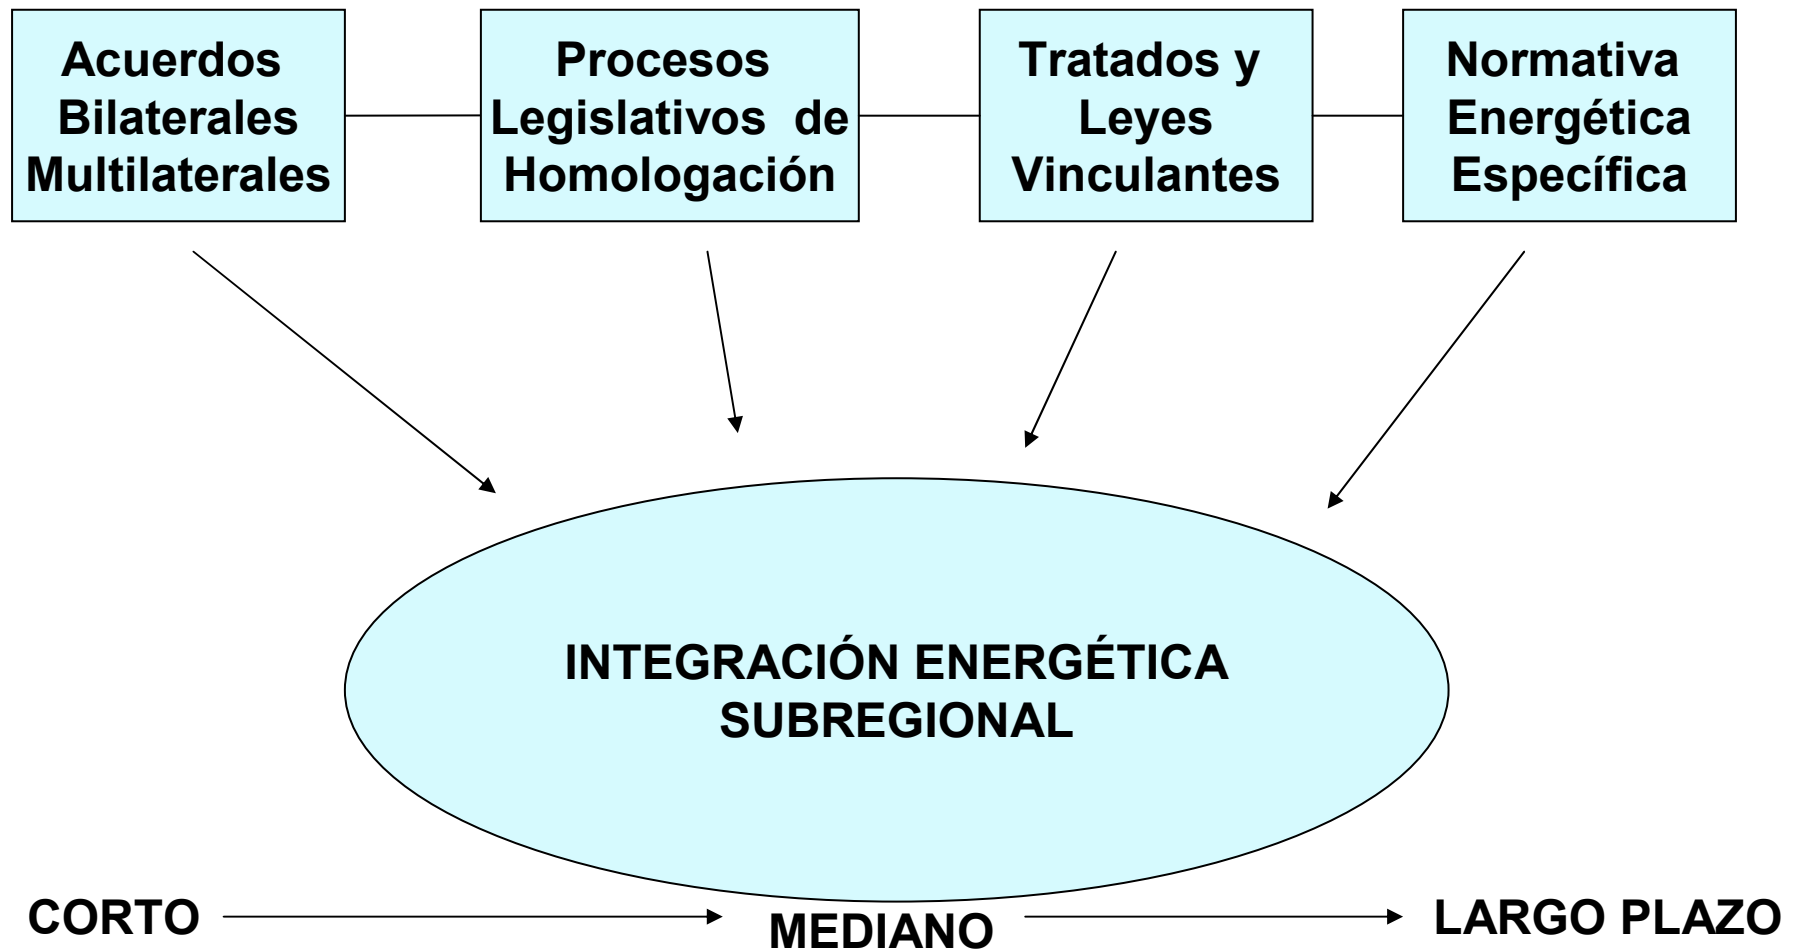 Acuerdos
Bilaterales
Multilaterales
Procesos
Legislativos de
Homologación
Tratados y
Leyes
Vinculantes
Normativa
Energética
Específica
INTEGRACIÓN ENERGÉTICA
SUBREGIONAL
CORTO
MEDIANO
LARGO PLAZO